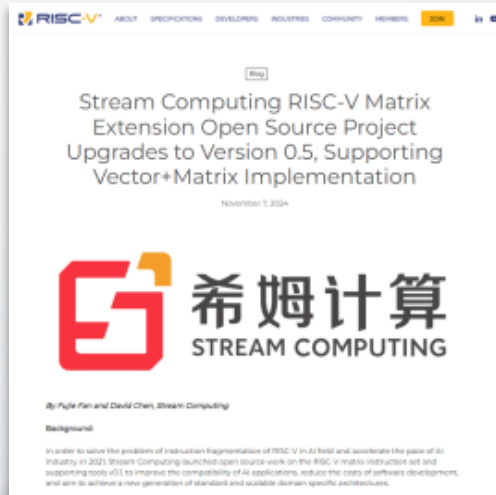 RISC-V® ABOUT SPECIFICATIONS DEVELOPERS INDUSTRIES COMMUNITY MEMBERS JOIN in
Blog
Stream Computing RISC-V Matrix
Extension Open Source Project
Upgrades to Version 0.5, Supporting
Vector+Matrix Implementation
November 7, 2024
希姆计算
STREAM COMPUTING
By Fujie Fan and David Chen, Stream Computing
Background:
In order to solve the problem of instruction fragmentation of RISC-V in AI field and accelerate the pace of AI
industry, in 2021, Stream Computing launched open source work on the RISC-V matrix instruction set and
supporting tools v0.1, to improve the compatibility of AI applications, reduce the costs of software development,
and aim to achieve a new generation of standard and scalable domain specific architectures.